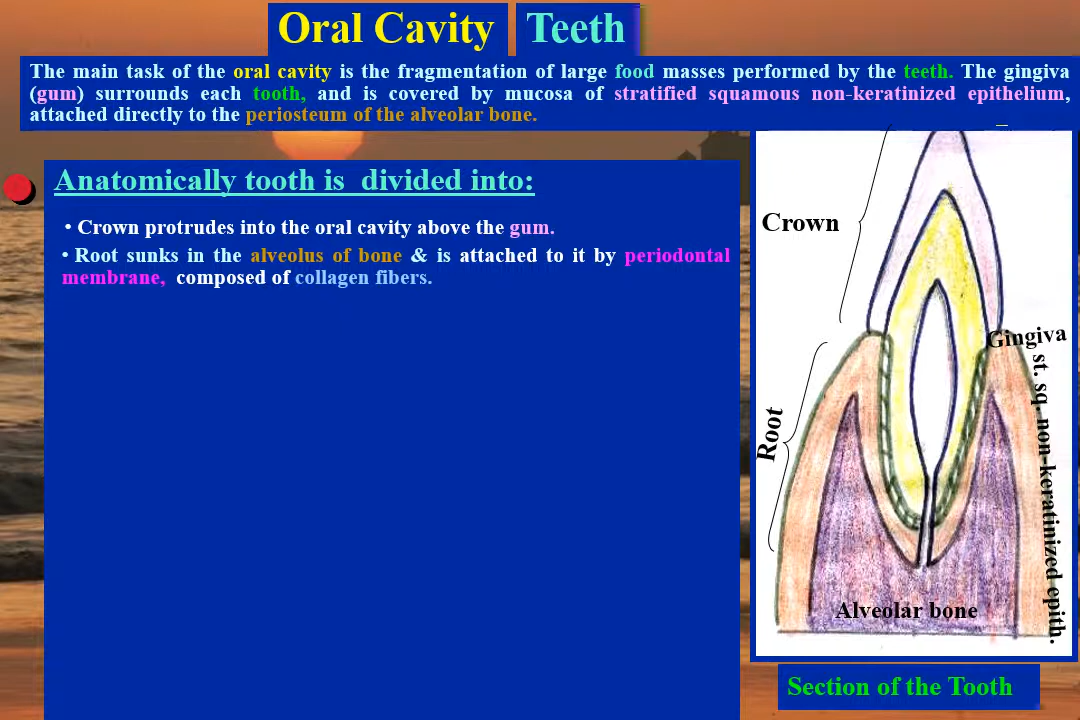 Oral Cavity Teeth
The main task of the oral cavity is the fragmentation of large food masses performed by the teeth. The gingiva
(gum) surrounds each tooth, and is covered by mucosa of stratified squamous non-keratinized epithelium,
attached directly to the periosteum of the alveolar bone.
Anatomically tooth is divided into:
• Crown protrudes into the oral cavity above the gum.
• Root sunks in the alveolus of bone & is attached to it by periodontal
membrane, composed of collagen fibers.
Crown
Gingiva
st. sq. non-keratinized epith.
Root
Alveolar bone
Section of the Tooth